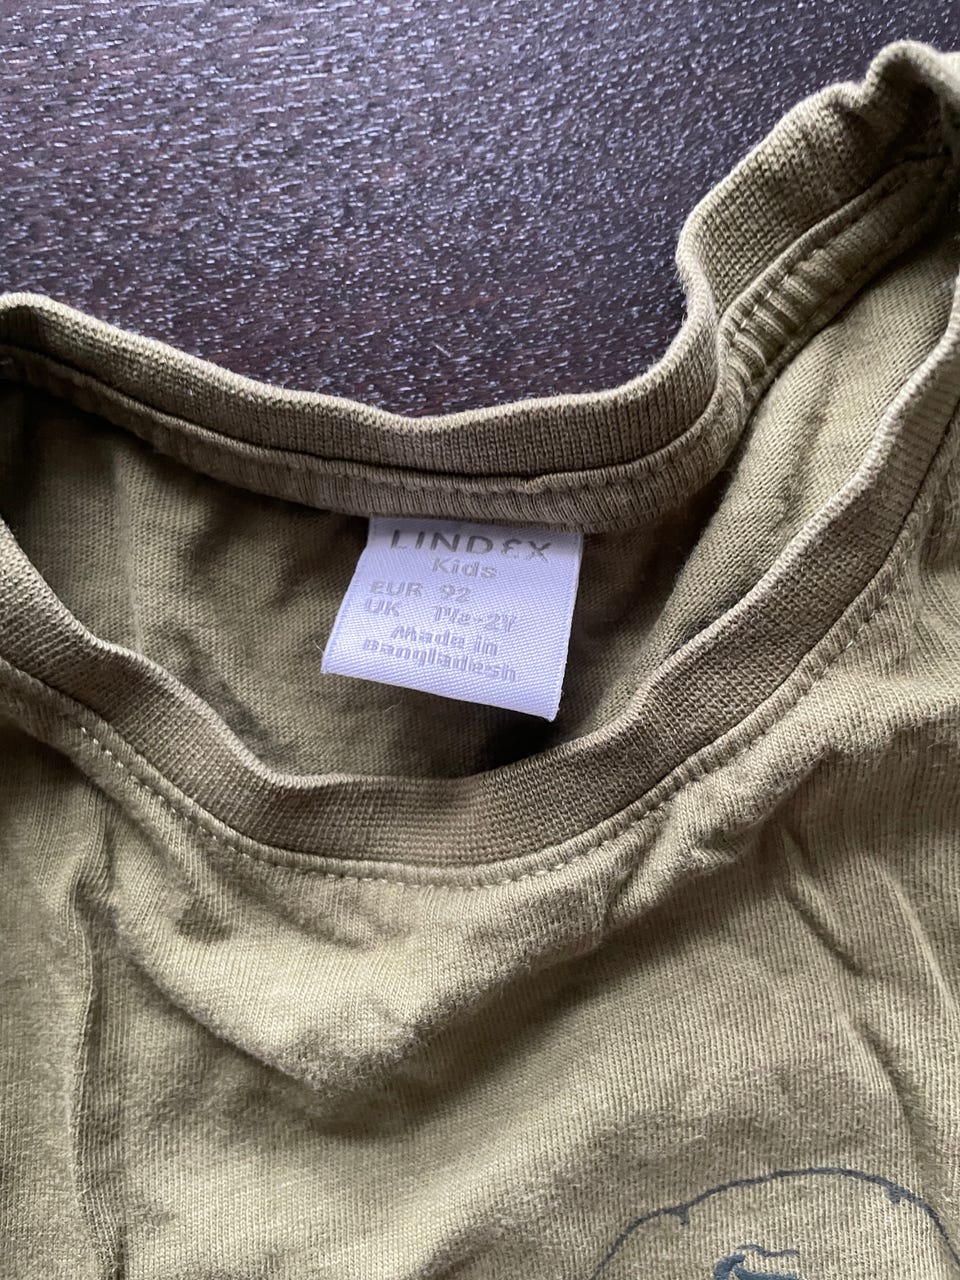 LINDEX
Kids
EUR 92
UK 1½-2Y
Made in
Bangladesh